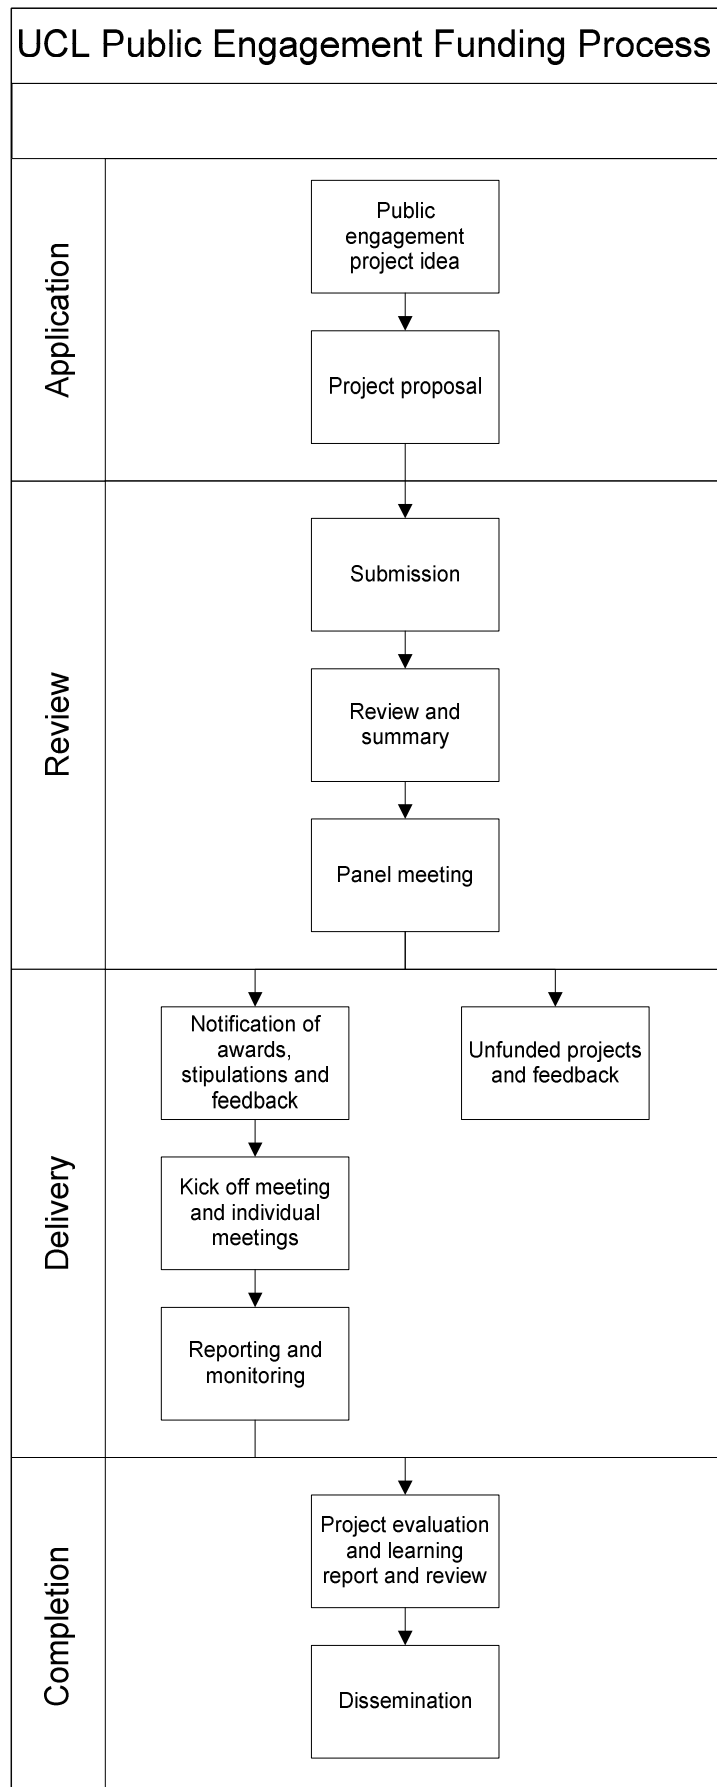 UCL Public Engagement Funding Process
Application
Public
engagement
project idea
Project proposal
Review
Submission
Review and
summary
Panel meeting
Delivery
Notification of
awards,
stipulations and
feedback
Unfunded projects
and feedback
Kick off meeting
and individual
meetings
Reporting and
monitoring
Completion
Project evaluation
and learning
report and review
Dissemination